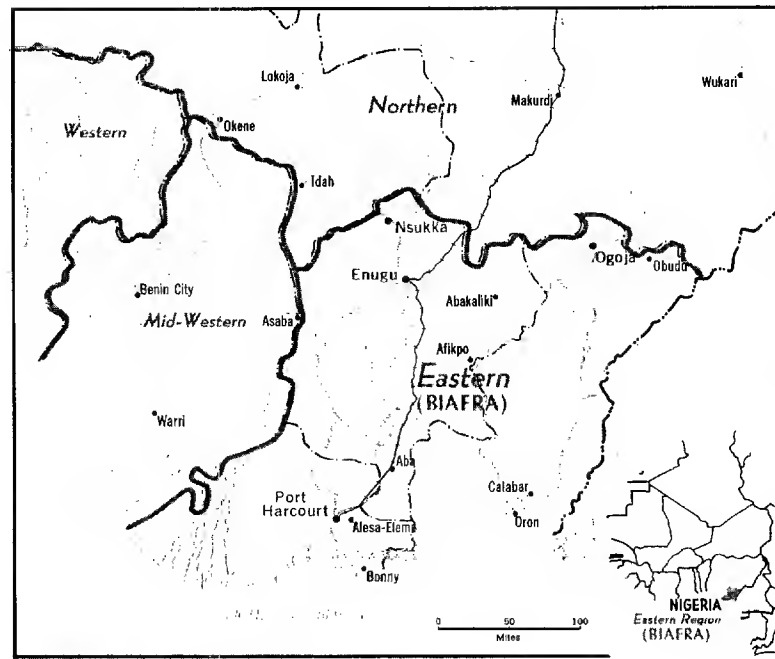 Lokoja
Wukari
Northern
Makurdi
Western
Okene
Idah
Nsukka
Ogoja
Obudu
Enugu
Benin City
Abakaliki
Mid-Western
Asaba
Afikpo
Eastern
(BIAFRA)
Warri
Aba
Calabar
Port
Harcourt
Oron
Alesa-Eleme
Bonny
NIGERIA
Eastern Region
(BIAFRA)
0 50 100
Miles